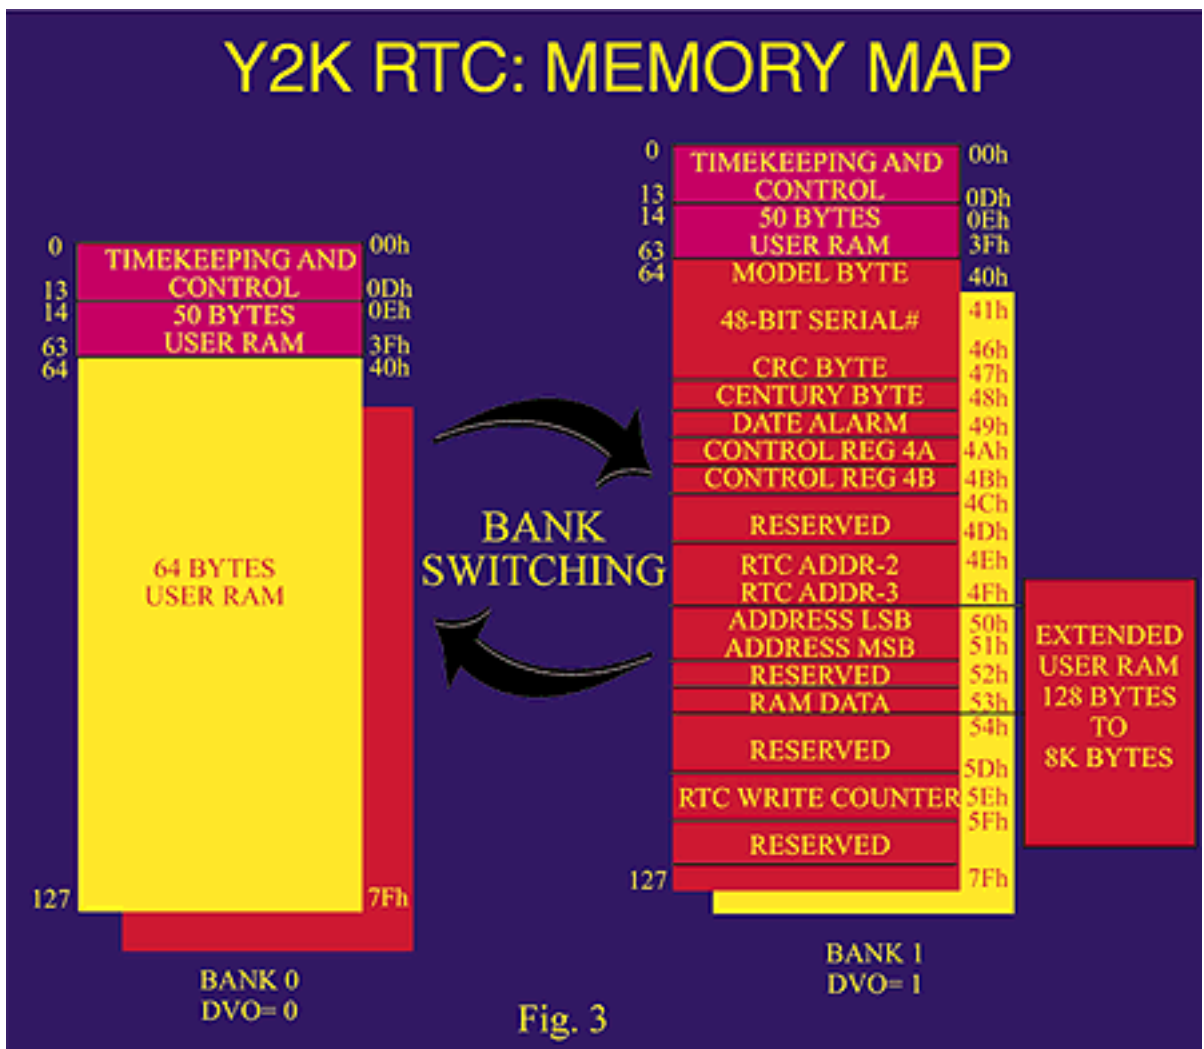 Y2K RTC: MEMORY MAP
0
TIMEKEEPING AND
CONTROL
00h
13
0Dh
14
50 BYTES
USER RAM
0Eh
63
3Fh
64
40h
64 BYTES
USER RAM
127
7Fh
BANK 0
DVO= 0
BANK
SWITCHING
0
TIMEKEEPING AND
CONTROL
00h
13
0Dh
14
50 BYTES
USER RAM
0Eh
63
3Fh
64
MODEL BYTE
40h
48-BIT SERIAL#
41h
46h
CRC BYTE
47h
CENTURY BYTE
48h
DATE ALARM
49h
CONTROL REG 4A
4Ah
CONTROL REG 4B
4Bh
4Ch
RESERVED
4Dh
RTC ADDR-2
4Eh
RTC ADDR-3
4Fh
ADDRESS LSB
50h
ADDRESS MSB
51h
RESERVED
52h
RAM DATA
53h
54h
RESERVED
5Dh
RTC WRITE COUNTER
5Eh
5Fh
RESERVED
127
7Fh
EXTENDED
USER RAM
128 BYTES
TO
8K BYTES
BANK 1
DVO= 1
Fig. 3